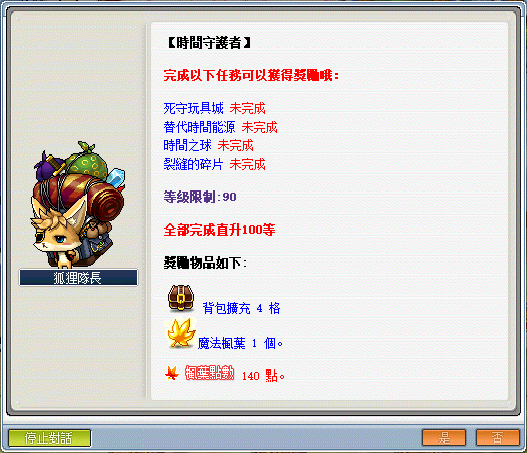 【時間守護者】
完成以下任務可以獲得獎勵哦:
死守玩具城 未完成
替代時間能源 未完成
時間之球 未完成
裂縫的碎片 未完成
等级限制:90
全部完成直升100等
獎勵物品如下:
背包擴充 4 格
魔法楓葉 1 個。
楓葉點數 140 點。
狐狸隊長
停止對話
是
否